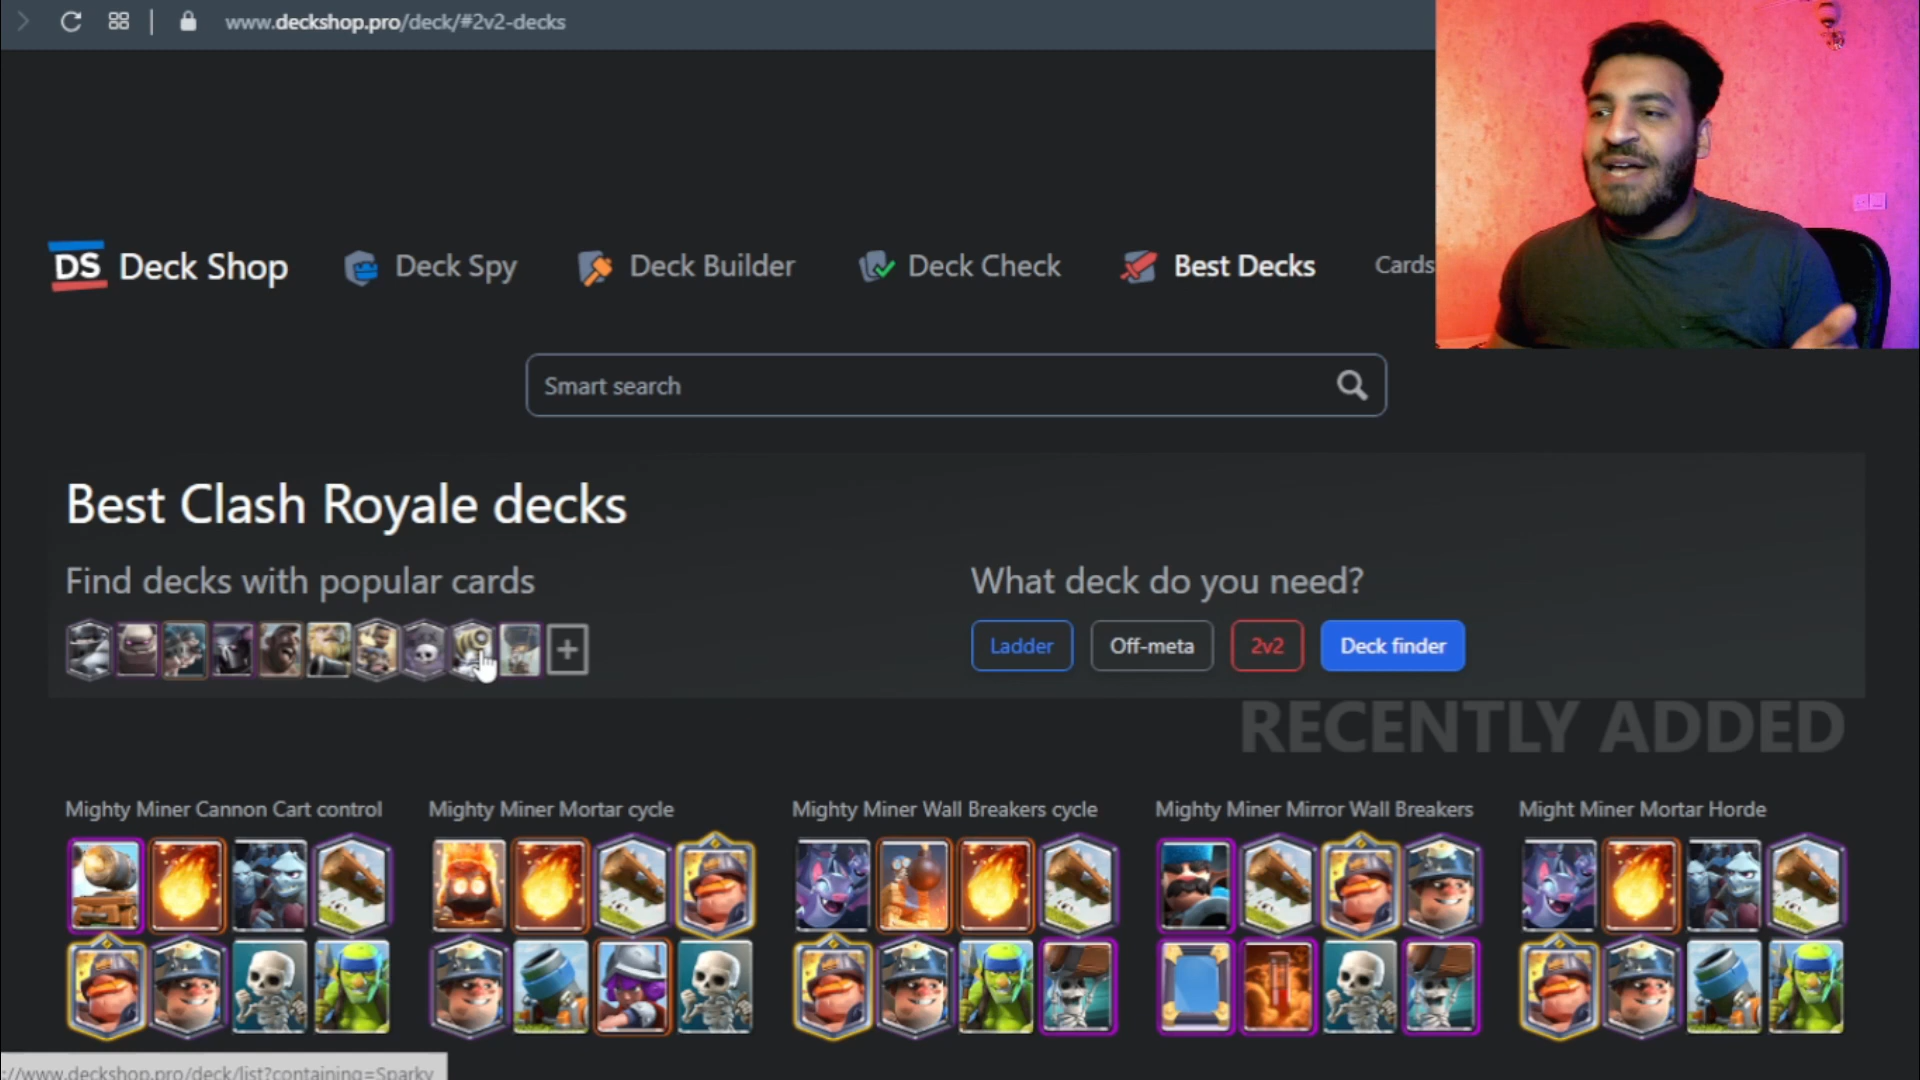 www.deckshop.pro/deck/#2v2-decks
DS Deck Shop
Deck Spy
Deck Builder
Deck Check
Best Decks
Cards
Smart search
Best Clash Royale decks
Find decks with popular cards
What deck do you need?
Ladder
Off-meta
2v2
Deck finder
RECENTLY ADDED
Mighty Miner Cannon Cart control
Mighty Miner Mortar cycle
Mighty Miner Wall Breakers cycle
Mighty Miner Mirror Wall Breakers
Might Miner Mortar Horde
://www.deckshop.pro/deck/list?containing=Sparky